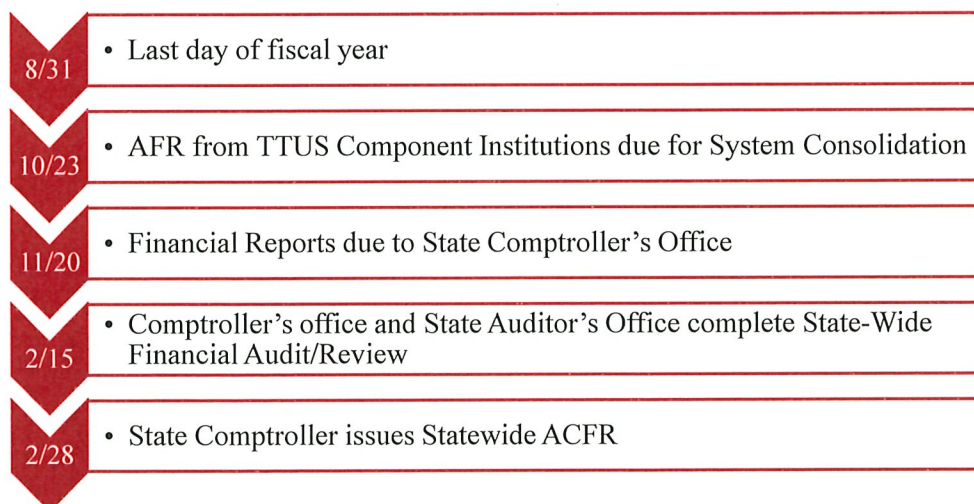 8/31
• Last day of fiscal year
10/23
• AFR from TTUS Component Institutions due for System Consolidation
11/20
• Financial Reports due to State Comptroller's Office
2/15
• Comptroller's office and State Auditor's Office complete State-Wide
Financial Audit/Review
2/28
• State Comptroller issues Statewide ACFR